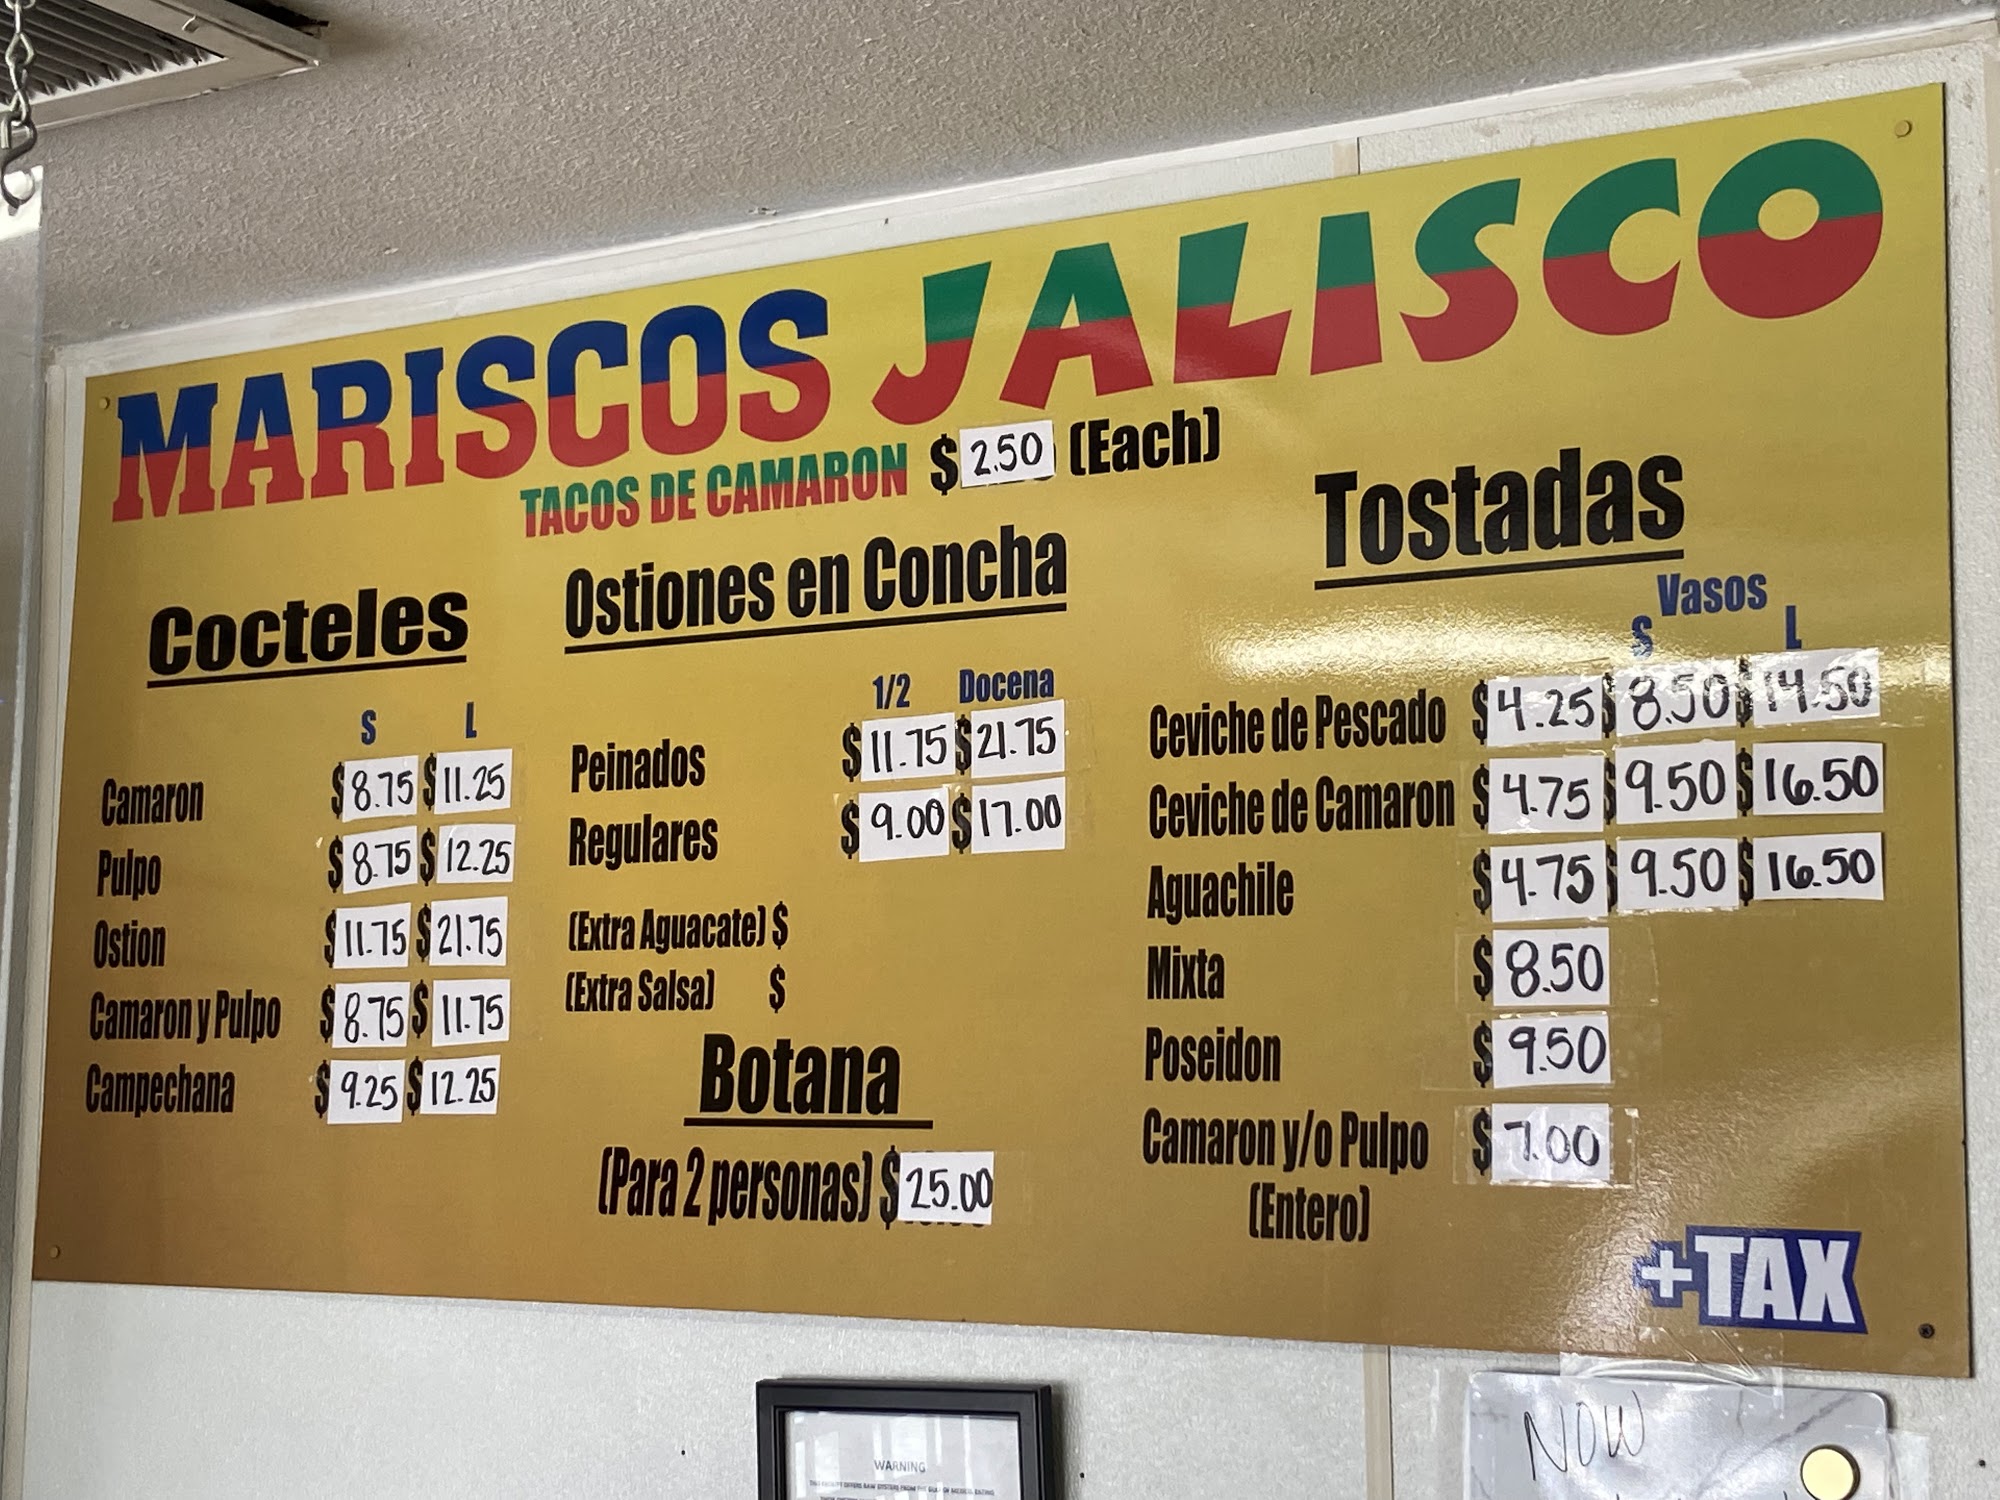 MARISCOS JALISCO
TACOS DE CAMARON $ 2.50 (Each)
Cocteles
S L
Camaron $ 8.75 $ 11.25
Pulpo $ 8.75 $ 12.25
Ostion $ 11.75 $ 21.75
Camaron y Pulpo $ 8.75 $ 11.75
Campechana $ 9.25 $ 12.25
Ostiones en Concha
1/2 Docena
Peinados $ 11.75 $ 21.75
Regulares $ 9.00 $ 17.00
(Extra Aguacate) $
(Extra Salsa) $
Botana
(Para 2 personas) $ 25.00
Tostadas
Vasos
S L
Ceviche de Pescado $ 4.25 $ 8.50 $ 14.50
Ceviche de Camaron $ 4.75 $ 9.50 $ 16.50
Aguachile $ 4.75 $ 9.50 $ 16.50
Mixta $ 8.50
Poseidon $ 9.50
Camaron y/o Pulpo $ 7.00
(Entero)
+TAX
WARNING
NOW